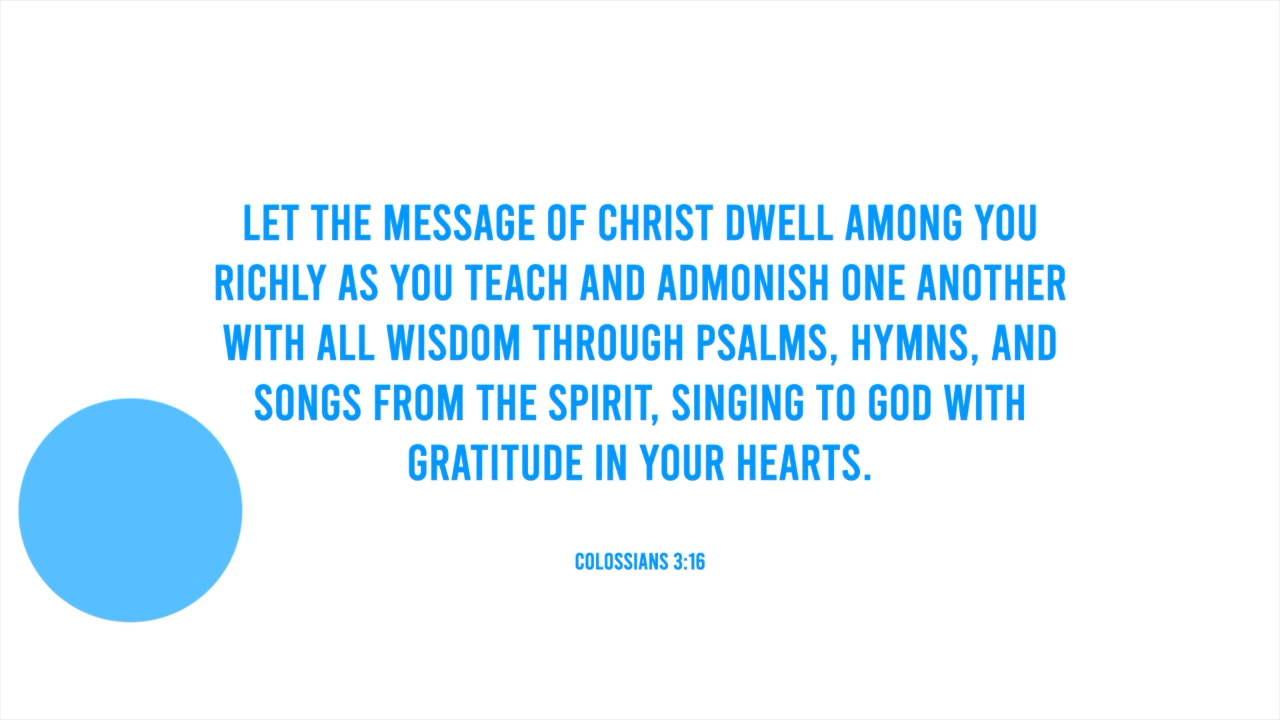 LET THE MESSAGE OF CHRIST DWELL AMONG YOU
RICHLY AS YOU TEACH AND ADMONISH ONE ANOTHER
WITH ALL WISDOM THROUGH PSALMS, HYMNS, AND
SONGS FROM THE SPIRIT, SINGING TO GOD WITH
GRATITUDE IN YOUR HEARTS.
COLOSSIANS 3:16